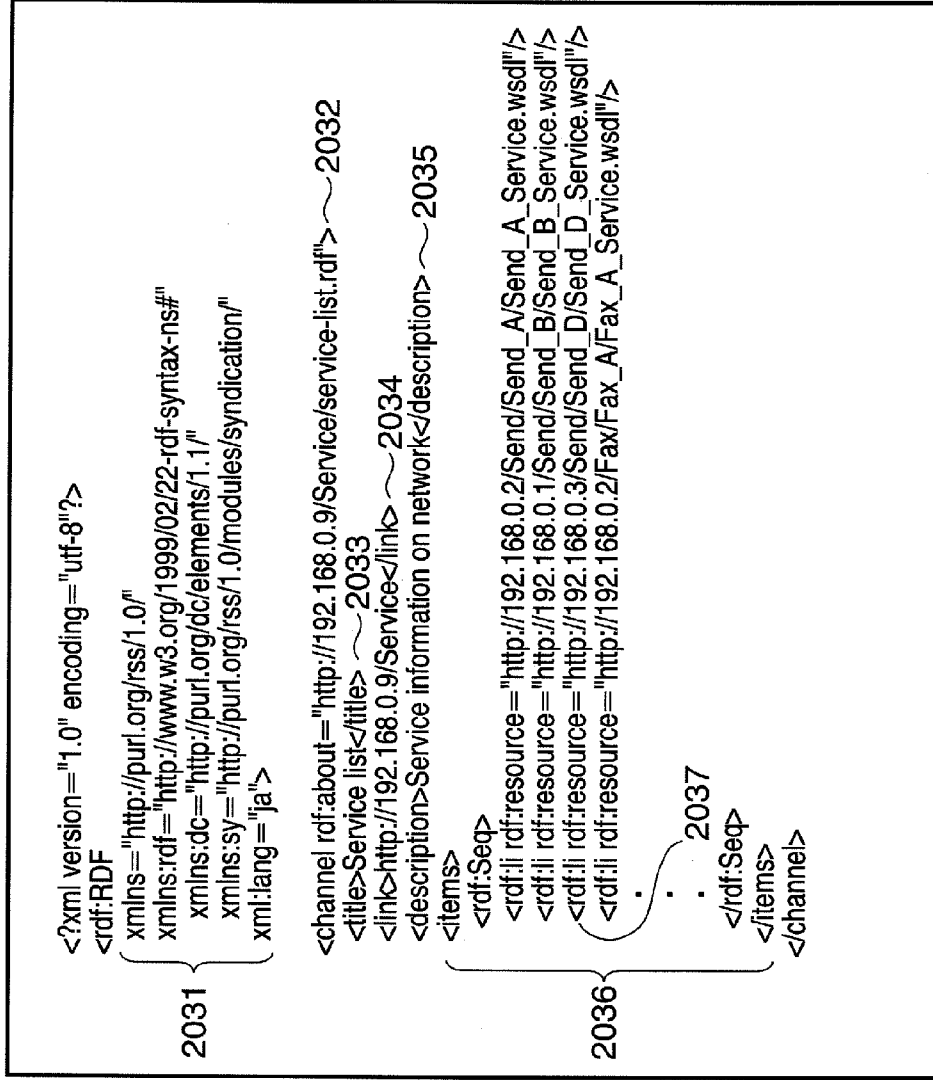 <?xml version="1.0" encoding="utf-8"?>
<rdf:RDF
xmlns="http://purl.org/rss/1.0/"
xmlns:rdf="http://www.w3.org/1999/02/22-rdf-syntax-ns#"
xmlns:dc="http://purl.org/dc/elements/1.1/"
xmlns:sy="http://purl.org/rss/1.0/modules/syndication/"
xml:lang="ja">
2031
<channel rdf:about="http://192.168.0.9/Service/service-list.rdf"> 2032
<title>Service list</title> 2033
<link>http://192.168.0.9/Service</link> 2034
<description>Service information on network</description> 2035
<items>
<rdf:Seq>
<rdf:li rdf:resource="http://192.168.0.2/Send/Send_A/Send_A_Service.wsdl"/>
<rdf:li rdf:resource="http://192.168.0.1/Send/Send_B/Send_B_Service.wsdl"/>
<rdf:li rdf:resource="http://192.168.0.3/Send/Send_D/Send_D_Service.wsdl"/>
<rdf:li rdf:resource="http://192.168.0.2/Fax/Fax_A/Fax_A_Service.wsdl"/>
2037
.
.
.
</rdf:Seq>
</items>
2036
</channel>